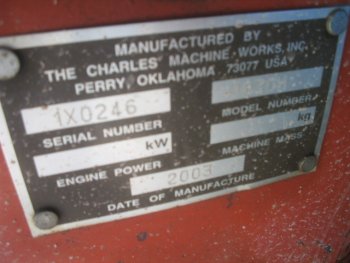 MANUFACTURED BY
THE CHARLES MACHINE WORKS, INC.
PERRY, OKLAHOMA 73077 USA
1X0246
SERIAL NUMBER
MODEL NUMBER
kW
kg
ENGINE POWER
MACHINE MASS
2003
DATE OF MANUFACTURE